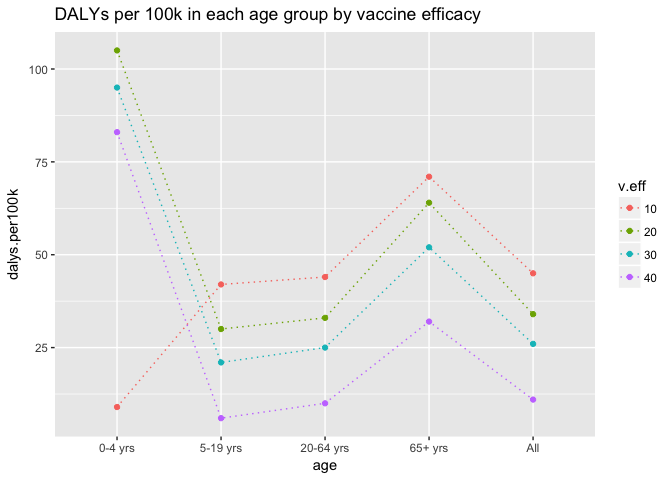 DALYs per 100k in each age group by vaccine efficacy
dalys.per100k
100
75
50
25
0-4 yrs 5-19 yrs 20-64 yrs 65+ yrs All
age
v.eff
10
20
30
40